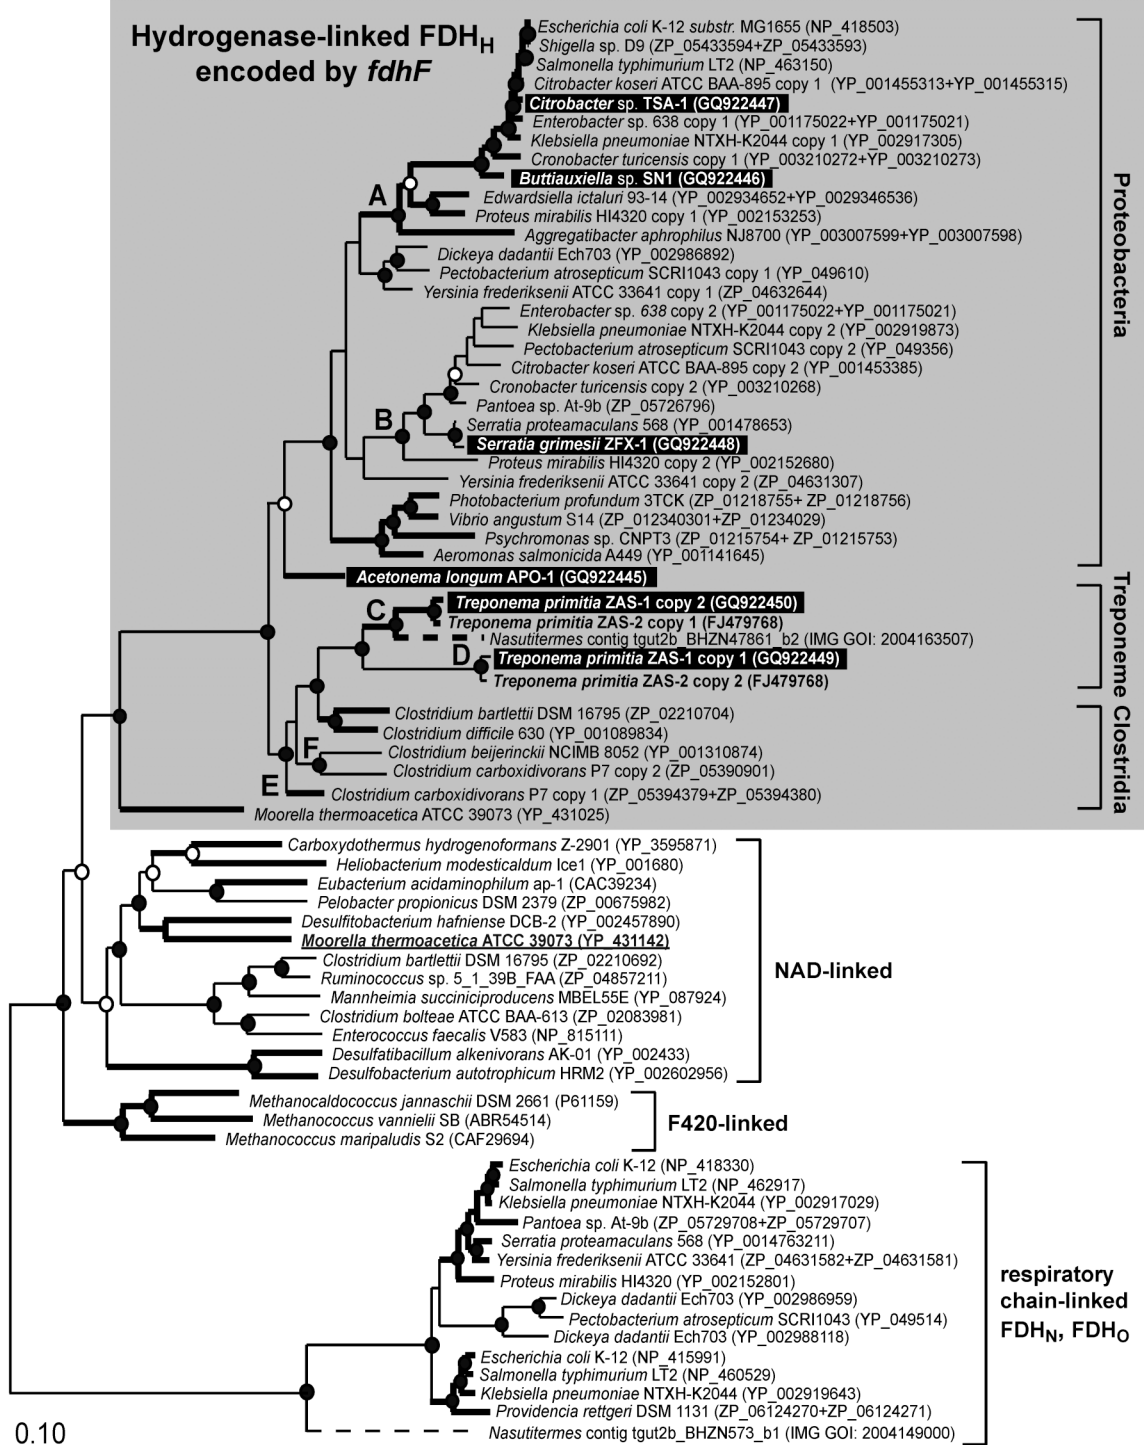 Hydrogenase-linked FDHH
encoded by fdhF
Escherichia coli K-12 substr. MG1655 (NP_418503)
Shigella sp. D9 (ZP_05433594+ZP_05433593)
Salmonella typhimurium LT2 (NP_463150)
Citrobacter koseri ATCC BAA-895 copy 1 (YP_001455313+YP_001455315)
Citrobacter sp. TSA-1 (GQ922447)
Enterobacter sp. 638 copy 1 (YP_001175022+YP_001175021)
Klebsiella pneumoniae NTXH-K2044 copy 1 (YP_002917305)
Cronobacter turicensis copy 1 (YP_003210272+YP_003210273)
Buttiauxiella sp. SN1 (GQ922446)
A
Edwardsiella ictaluri 93-14 (YP_002934652+YP_0029346536)
Proteus mirabilis HI4320 copy 1 (YP_002153253)
Aggregatibacter aphrophilus NJ8700 (YP_003007599+YP_003007598)
Dickeya dadantii Ech703 (YP_002986892)
Pectobacterium atrosepticum SCRI1043 copy 1 (YP_049610)
Yersinia frederiksenii ATCC 33641 copy 1 (ZP_04632644)
Enterobacter sp. 638 copy 2 (YP_001175022+YP_001175021)
Klebsiella pneumoniae NTXH-K2044 copy 2 (YP_002919873)
Pectobacterium atrosepticum SCRI1043 copy 2 (YP_049356)
Citrobacter koseri ATCC BAA-895 copy 2 (YP_001453385)
Cronobacter turicensis copy 2 (YP_003210268)
Pantoea sp. At-9b (ZP_05726796)
B
Serratia proteamaculans 568 (YP_001478653)
Serratia grimesii ZFX-1 (GQ922448)
Proteus mirabilis HI4320 copy 2 (YP_002152680)
Yersinia frederiksenii ATCC 33641 copy 2 (ZP_04631307)
Photobacterium profundum 3TCK (ZP_01218755+ ZP_01218756)
Vibrio angustum S14 (ZP_012340301+ZP_01234029)
Psychromonas sp. CNPT3 (ZP_01215754+ ZP_01215753)
Aeromonas salmonicida A449 (YP_001141645)
Proteobacteria
Acetonema longum APO-1 (GQ922445)
C
Treponema primitia ZAS-1 copy 2 (GQ922450)
Treponema primitia ZAS-2 copy 1 (FJ479768)
Nasutitermes contig tgut2b_BHZN47861_b2 (IMG GOI: 2004163507)
D
Treponema primitia ZAS-1 copy 1 (GQ922449)
Treponema primitia ZAS-2 copy 2 (FJ479768)
Treponeme
Clostridium bartlettii DSM 16795 (ZP_02210704)
Clostridium difficile 630 (YP_001089834)
F
Clostridium beijerinckii NCIMB 8052 (YP_001310874)
Clostridium carboxidivorans P7 copy 2 (ZP_05390901)
E
Clostridium carboxidivorans P7 copy 1 (ZP_05394379+ZP_05394380)
Clostridia
Moorella thermoacetica ATCC 39073 (YP_431025)
Carboxydothermus hydrogenoformans Z-2901 (YP_3595871)
Heliobacterium modesticaldum Ice1 (YP_001680)
Eubacterium acidaminophilum ap-1 (CAC39234)
Pelobacter propionicus DSM 2379 (ZP_00675982)
Desulfitobacterium hafniense DCB-2 (YP_002457890)
Moorella thermoacetica ATCC 39073 (YP_431142)
Clostridium bartlettii DSM 16795 (ZP_02210692)
Ruminococcus sp. 5_1_39B_FAA (ZP_04857211)
Mannheimia succiniciproducens MBEL55E (YP_087924)
Clostridium bolteae ATCC BAA-613 (ZP_02083981)
Enterococcus faecalis V583 (NP_815111)
Desulfatibacillum alkenivorans AK-01 (YP_002433)
Desulfobacterium autotrophicum HRM2 (YP_002602956)
NAD-linked
Methanocaldococcus jannaschii DSM 2661 (P61159)
Methanococcus vannielii SB (ABR54514)
Methanococcus maripaludis S2 (CAF29694)
F420-linked
Escherichia coli K-12 (NP_418330)
Salmonella typhimurium LT2 (NP_462917)
Klebsiella pneumoniae NTXH-K2044 (YP_002917029)
Pantoea sp. At-9b (ZP_05729708+ZP_05729707)
Serratia proteamaculans 568 (YP_0014763211)
Yersinia frederiksenii ATCC 33641 (ZP_04631582+ZP_04631581)
Proteus mirabilis HI4320 (YP_002152801)
Dickeya dadantii Ech703 (YP_002986959)
Pectobacterium atrosepticum SCRI1043 (YP_049514)
Dickeya dadantii Ech703 (YP_002988118)
Escherichia coli K-12 (NP_415991)
Salmonella typhimurium LT2 (NP_460529)
Klebsiella pneumoniae NTXH-K2044 (YP_002919643)
Providencia rettgeri DSM 1131 (ZP_06124270+ZP_06124271)
Nasutitermes contig tgut2b_BHZN573_b1 (IMG GOI: 2004149000)
respiratory
chain-linked
FDHN, FDHO
0.10